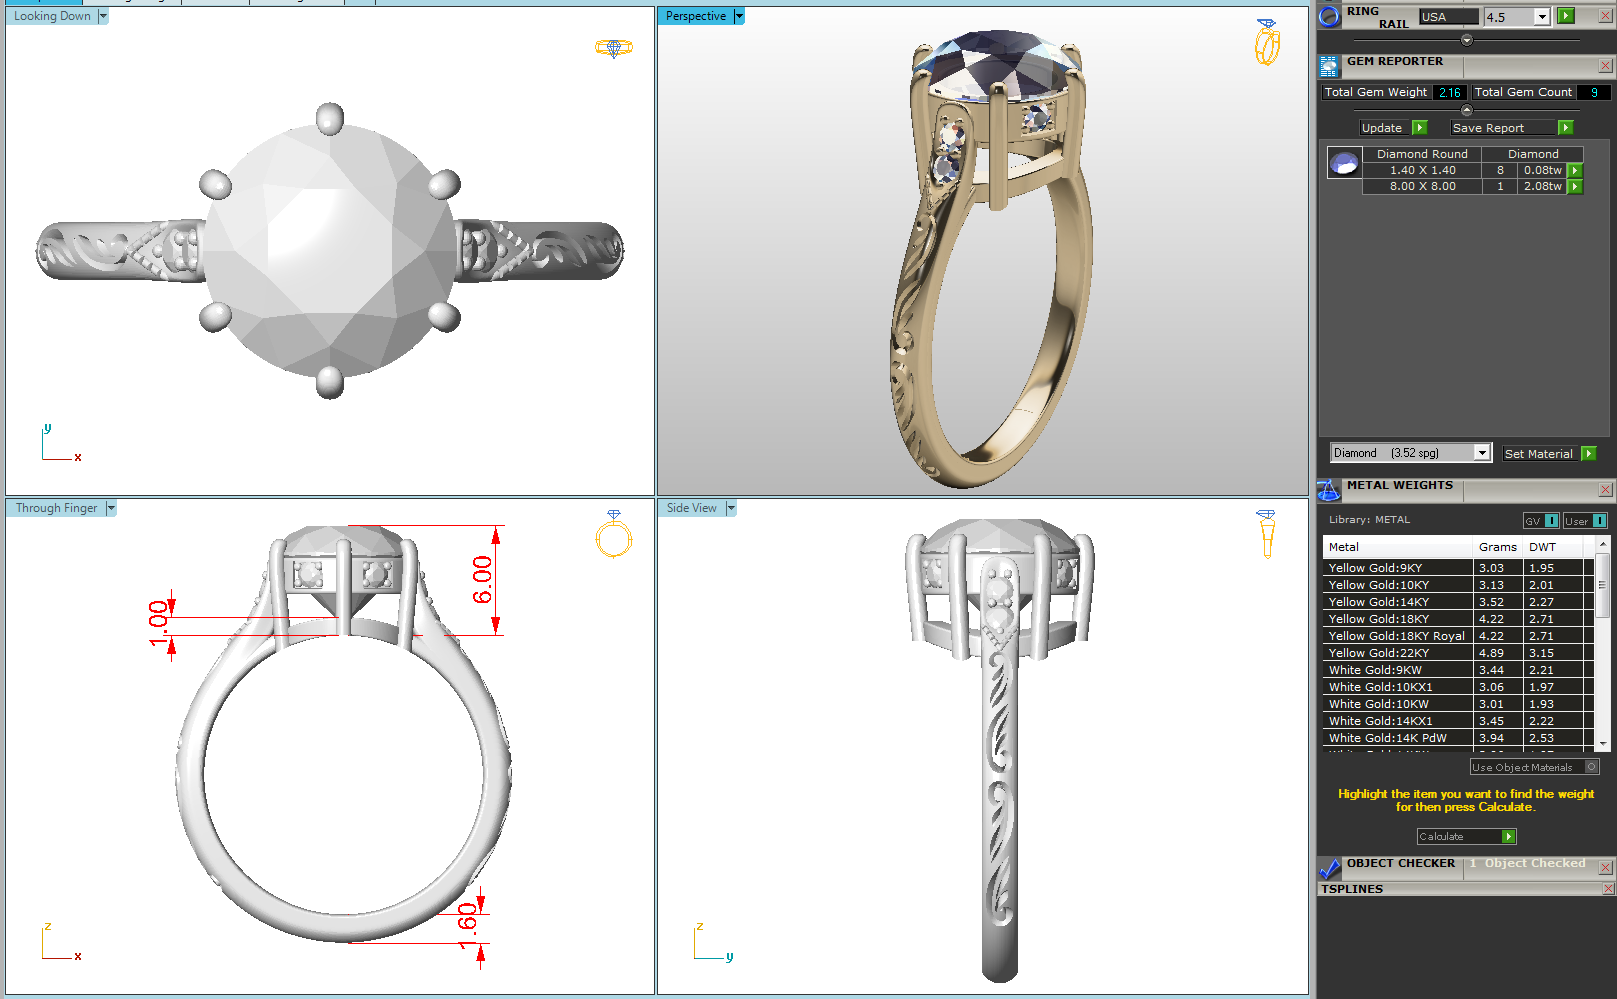 Looking Down
y
x
Perspective
Through Finger
6.00
1.00
1.60
z
x
Side View
z
y
RING
RAIL
USA
4.5
GEM REPORTER
Total Gem Weight 2.16 Total Gem Count 9
Update Save Report
Diamond Round Diamond
1.40 X 1.40 8 0.08tw
8.00 X 8.00 1 2.08tw
Diamond (3.52 spg) Set Material
METAL WEIGHTS
Library: METAL GV User
Metal Grams DWT
Yellow Gold:9KY 3.03 1.95
Yellow Gold:10KY 3.13 2.01
Yellow Gold:14KY 3.52 2.27
Yellow Gold:18KY 4.22 2.71
Yellow Gold:18KY Royal 4.22 2.71
Yellow Gold:22KY 4.89 3.15
White Gold:9KW 3.44 2.21
White Gold:10KX1 3.06 1.97
White Gold:10KW 3.01 1.93
White Gold:14KX1 3.45 2.22
White Gold:14K PdW 3.94 2.53
Use Object Materials
Highlight the item you want to find the weight
for then press Calculate.
Calculate
OBJECT CHECKER 1 Object Checked
TSPLINES